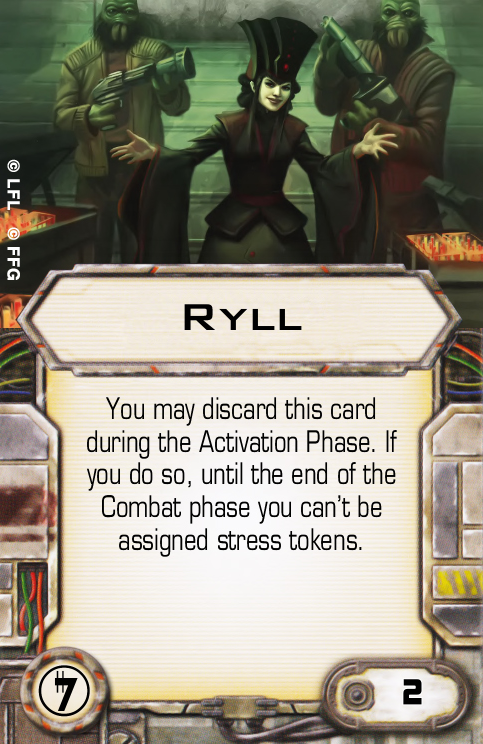 © LFL © FFG
Ryll
You may discard this card
during the Activation Phase. If
you do so, until the end of the
Combat phase you can't be
assigned stress tokens.
2